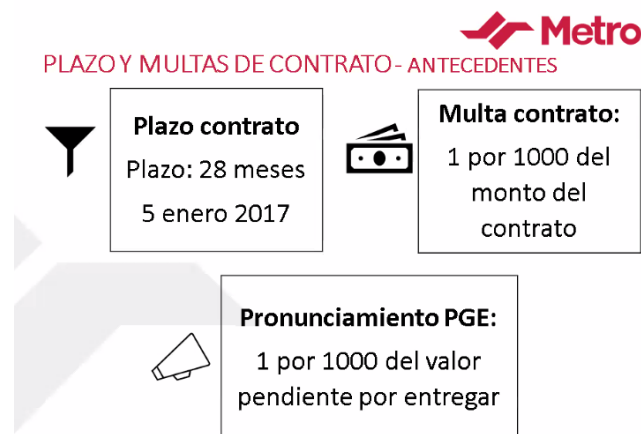 Metro
PLAZO Y MULTAS DE CONTRATO - ANTECEDENTES
Plazo contrato
Plazo: 28 meses
5 enero 2017
Multa contrato:
1 por 1000 del
monto del
contrato
Pronunciamiento PGE:
1 por 1000 del valor
pendiente por entregar